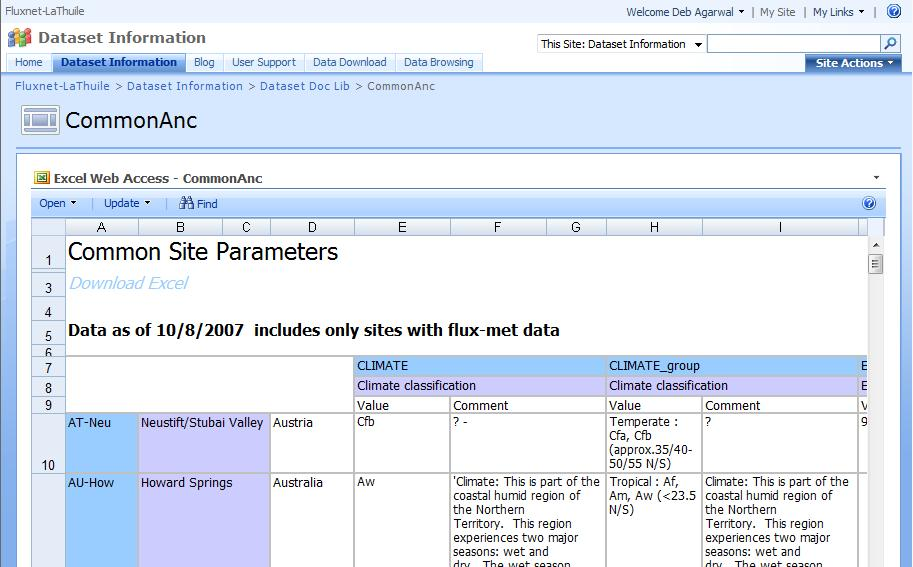 Fluxnet-LaThuile
Welcome Deb Agarwal My Site My Links
Dataset Information
This Site: Dataset Information
Home Dataset Information Blog User Support Data Download Data Browsing Site Actions
Fluxnet-LaThuile > Dataset Information > Dataset Doc Lib > CommonAnc
CommonAnc
Excel Web Access - CommonAnc
Open Update Find
A B C D E F G H I
1 Common Site Parameters
3 Download Excel
4
5 Data as of 10/8/2007 includes only sites with flux-met data
6
7 CLIMATE CLIMATE_group
8 Climate classification Climate classification
9 Value Comment Value Comment
AT-Neu Neustift/Stubai Valley Austria Cfb ? - Temperate : ? 9
Cfa, Cfb
(approx.35/40-
50/55 N/S)
10
AU-How Howard Springs Australia Aw 'Climate: This is part of the Tropical : Af, Climate: This is part of the
coastal humid region of Am, Aw (<23.5 coastal humid region of
the Northern N/S) the Northern
Territory. This region Territory. This region
experiences two major experiences two major
seasons: wet and seasons: wet and
dry. The wet season dry. The wet season